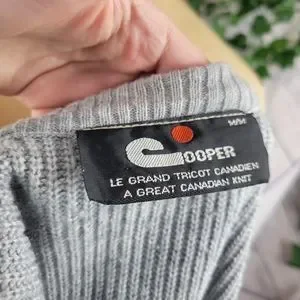 M/M
COOPER
LE GRAND TRICOT CANADIEN
A GREAT CANADIAN KNIT